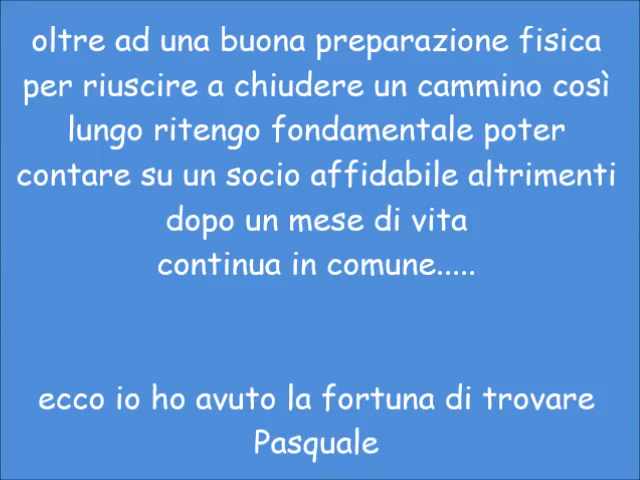 oltre ad una buona preparazione fisica
per riuscire a chiudere un cammino così
lungo ritengo fondamentale poter
contare su un socio affidabile altrimenti
dopo un mese di vita
continua in comune.....
ecco io ho avuto la fortuna di trovare
Pasquale